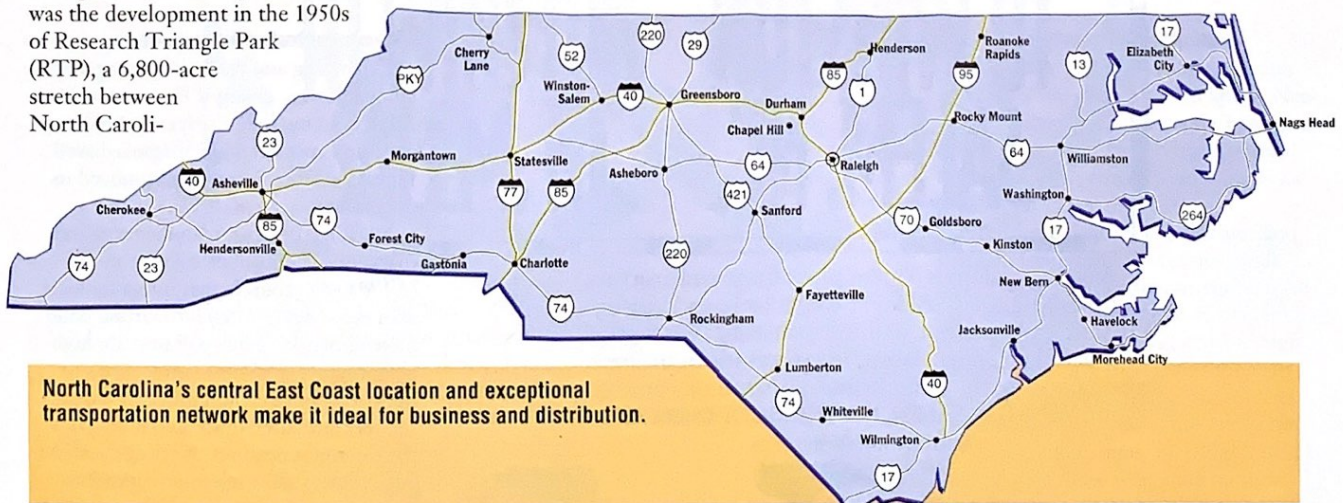 was the development in the 1950s
of Research Triangle Park
(RTP), a 6,800-acre
stretch between
North Caroli-
Cherry
Lane
52
220
29
Henderson
85
1
95
Roanoke
Rapids
13
17
Elizabeth
City
PKY
Winston-
Salem
40
Greensboro
Durham
Chapel Hill
Rocky Mount
Nags Head
23
Morgantown
Statesville
Asheboro
64
Raleigh
64
Williamston
40
Asheville
77
85
421
Sanford
Washington
Cherokee
85
74
70
Goldsboro
17
264
Hendersonville
Forest City
Kinston
74
23
Gastonia
Charlotte
220
New Bern
74
Fayetteville
Rockingham
Havelock
Jacksonville
Morehead City
Lumberton
40
74
Whiteville
Wilmington
17
North Carolina's central East Coast location and exceptional
transportation network make it ideal for business and distribution.